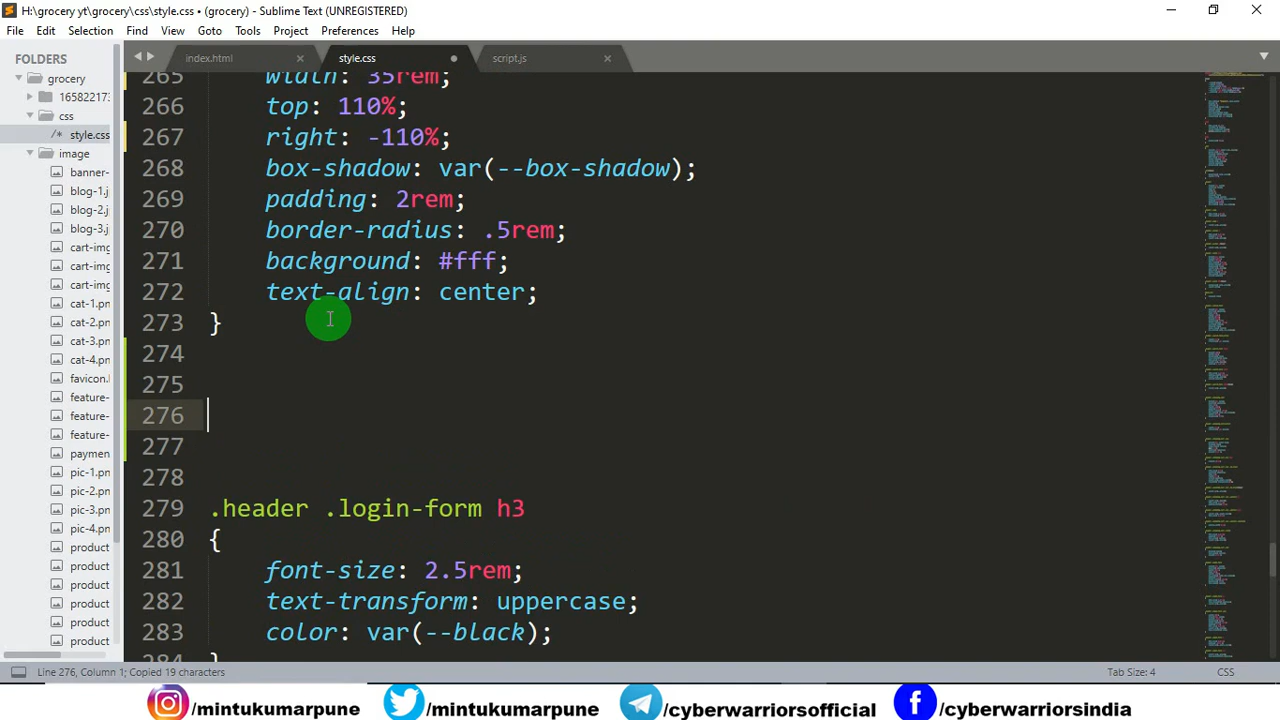 H:\grocery yt\grocery\css\style.css • (grocery) - Sublime Text (UNREGISTERED)
File Edit Selection Find View Goto Tools Project Preferences Help
FOLDERS
grocery
165822173
css
/* style.css
image
banner-
blog-1.j
blog-2.j
blog-3.j
cart-img
cart-img
cart-img
cat-1.pn
cat-2.pn
cat-3.pn
cat-4.pn
favicon.
feature-
feature-
feature-
paymen
pic-1.pn
pic-2.pn
pic-3.pn
pic-4.pn
product
product
product
product
product
product
index.html
style.css
script.js
265 width: 35rem;
266 top: 110%;
267 right: -110%;
268 box-shadow: var(--box-shadow);
269 padding: 2rem;
270 border-radius: .5rem;
271 background: #fff;
272 text-align: center;
273 }
274
275
276
277
278
279 .header .login-form h3
280 {
281 font-size: 2.5rem;
282 text-transform: uppercase;
283 color: var(--black);
284 }
Line 276, Column 1; Copied 19 characters
Tab Size: 4
CSS
/mintukumarpune /mintukumarpune /cyberwarriorsofficial /cyberwarriorsindia